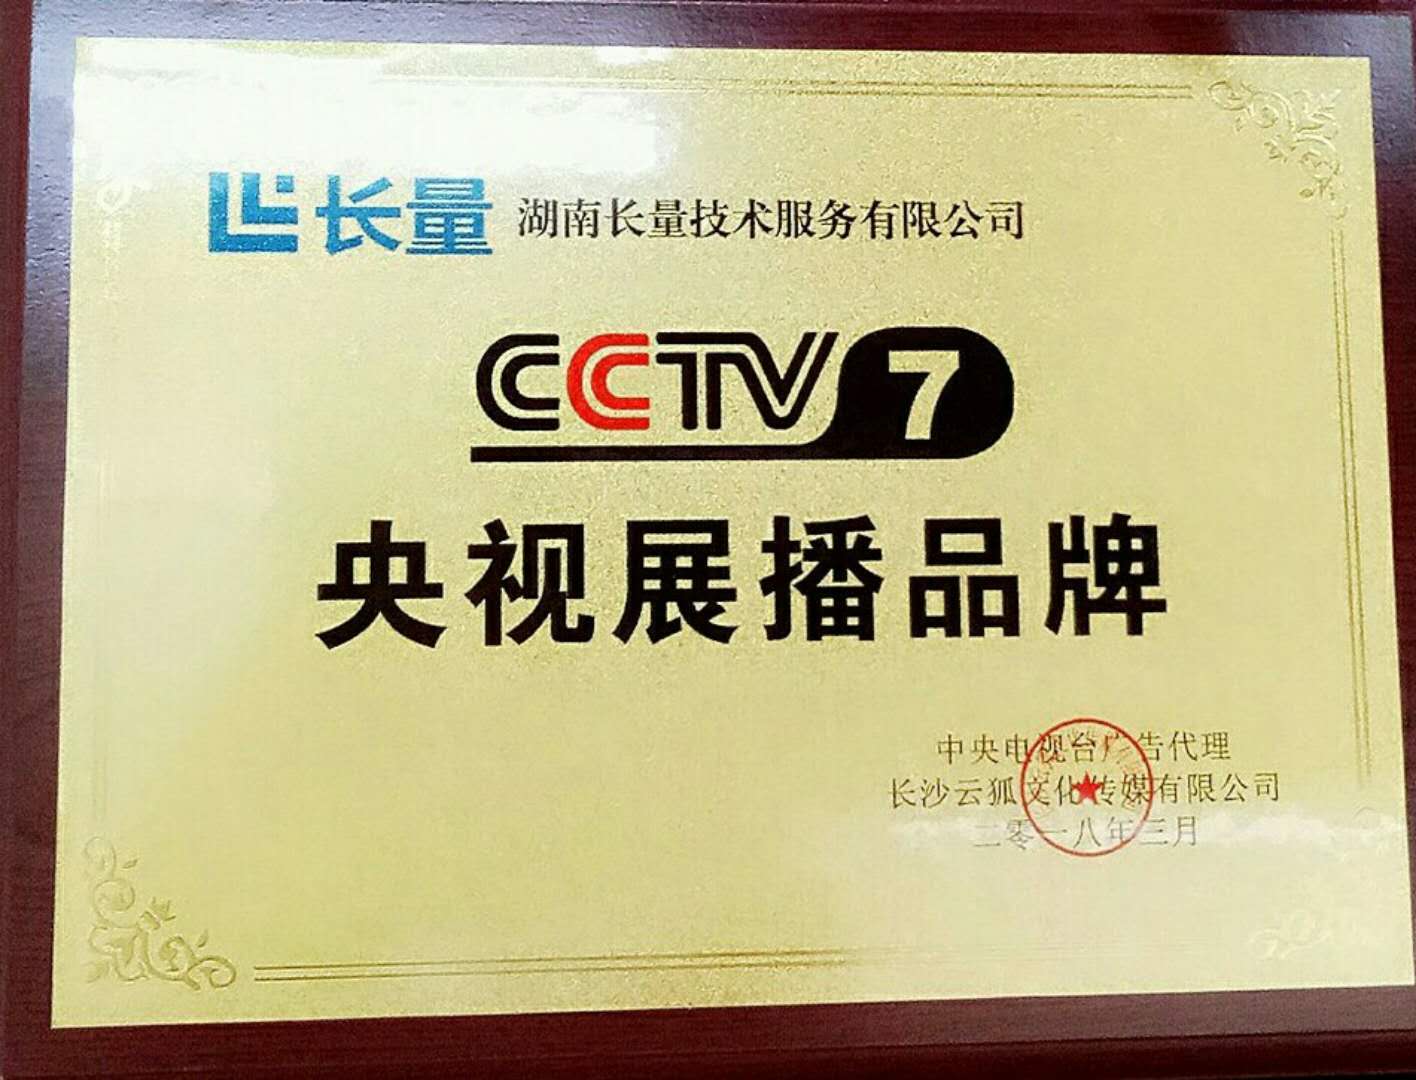 长量 湖南长量技术服务有限公司
CCTV 7
央视展播品牌
中央电视台广告代理
长沙云狐文化传媒有限公司
二零一八年三月